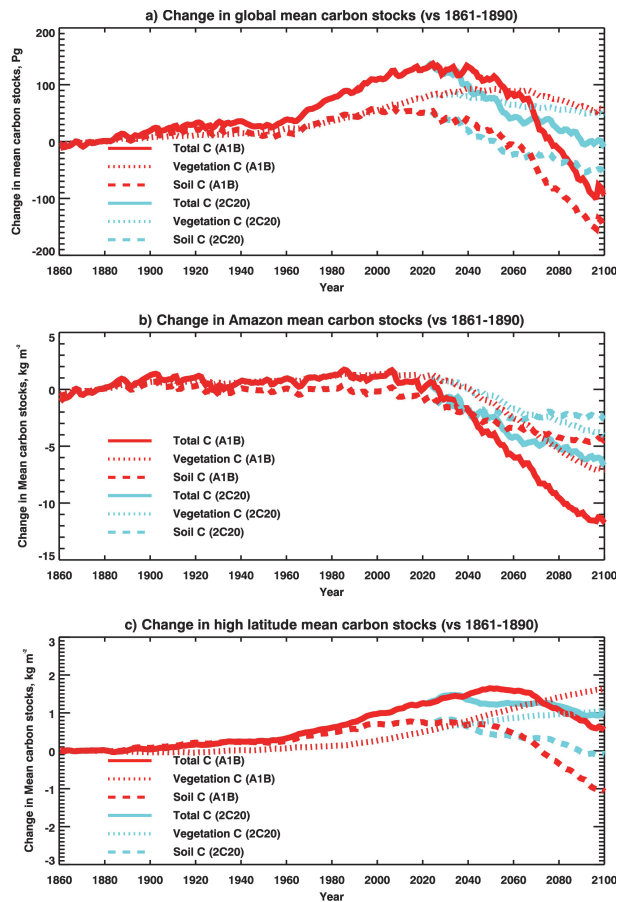 a) Change in global mean carbon stocks (vs 1861-1890)
Change in mean carbon stocks, Pg
200
100
0
-100
-200
Total C (A1B)
Vegetation C (A1B)
Soil C (A1B)
Total C (2C20)
Vegetation C (2C20)
Soil C (2C20)
1860 1880 1900 1920 1940 1960 1980 2000 2020 2040 2060 2080 2100
Year
b) Change in Amazon mean carbon stocks (vs 1861-1890)
Change in Mean carbon stocks, kg m-2
5
0
-5
-10
-15
Total C (A1B)
Vegetation C (A1B)
Soil C (A1B)
Total C (2C20)
Vegetation C (2C20)
Soil C (2C20)
1860 1880 1900 1920 1940 1960 1980 2000 2020 2040 2060 2080 2100
Year
c) Change in high latitude mean carbon stocks (vs 1861-1890)
Change in Mean carbon stocks, kg m-2
3
2
1
0
-1
-2
-3
Total C (A1B)
Vegetation C (A1B)
Soil C (A1B)
Total C (2C20)
Vegetation C (2C20)
Soil C (2C20)
1860 1880 1900 1920 1940 1960 1980 2000 2020 2040 2060 2080 2100
Year